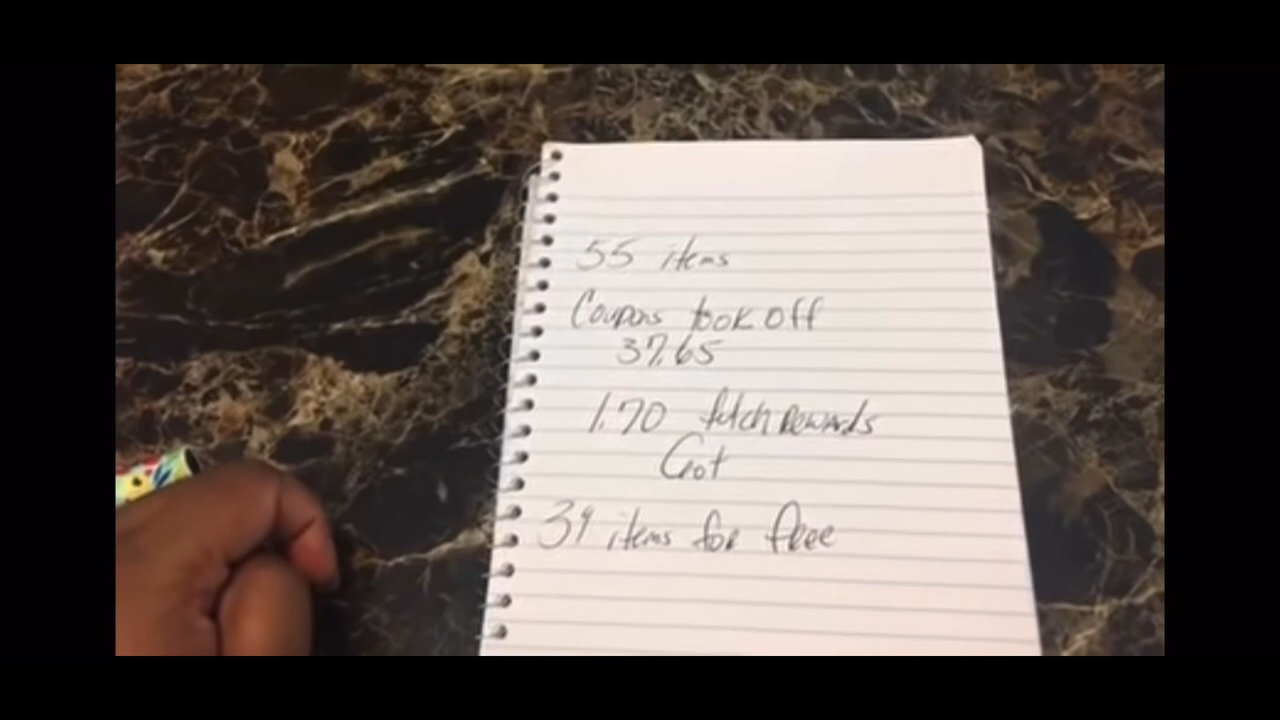 55 items
Coupons took off
37.65
1.70 fetch Rewards
Got
39 items for free